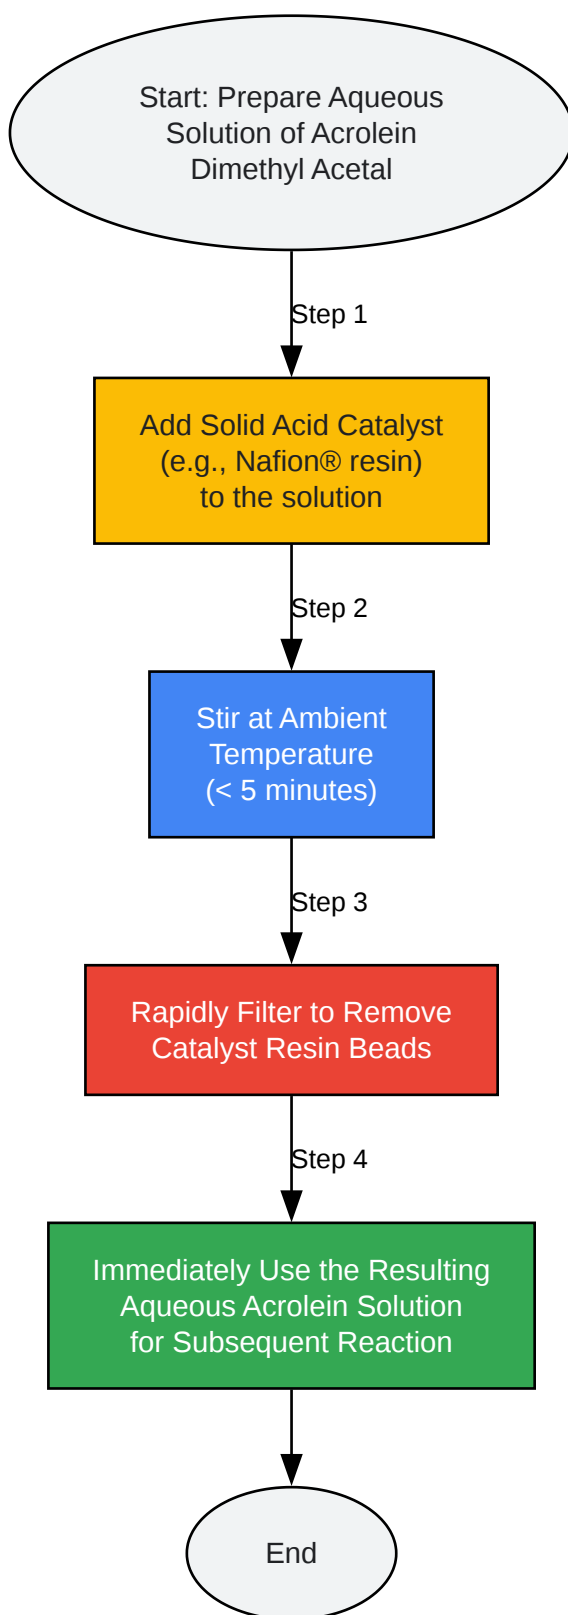 Start: Prepare Aqueous
Solution of Acrolein
Dimethyl Acetal
Step 1
Add Solid Acid Catalyst
(e.g., Nafion® resin)
to the solution
Step 2
Stir at Ambient
Temperature
(< 5 minutes)
Step 3
Rapidly Filter to Remove
Catalyst Resin Beads
Step 4
Immediately Use the Resulting
Aqueous Acrolein Solution
for Subsequent Reaction
End